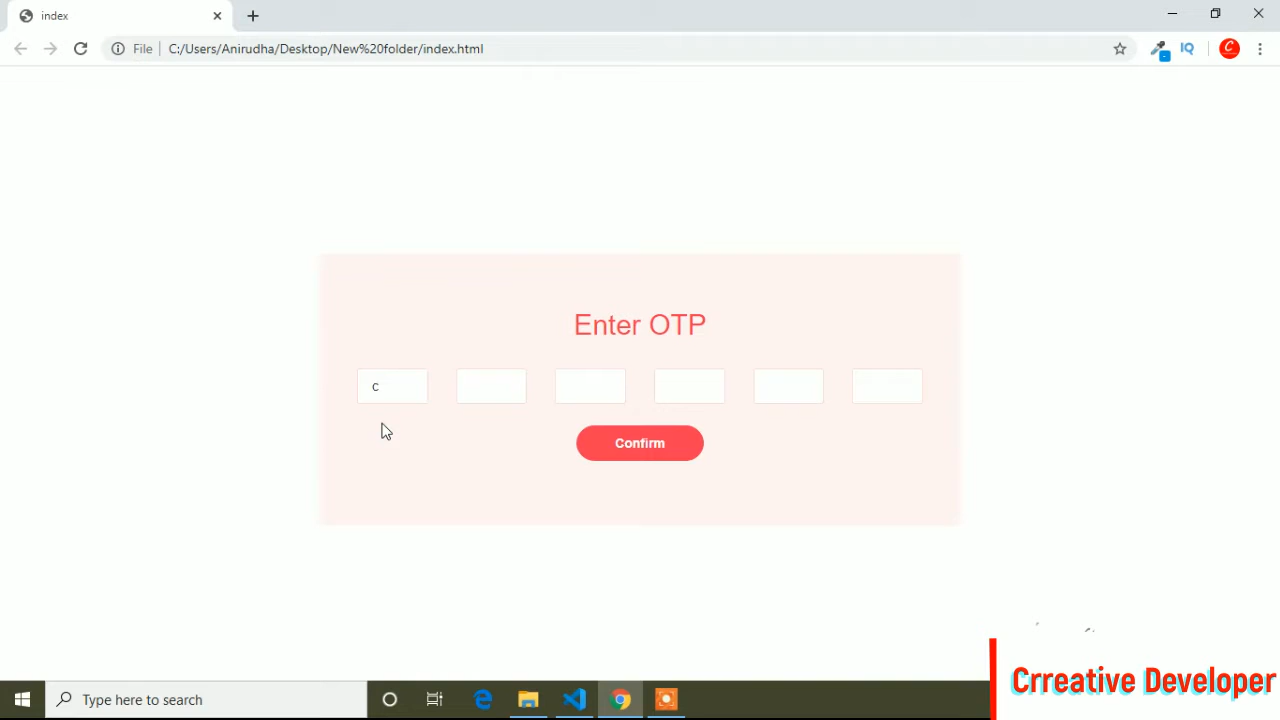 index
File
C:/Users/Anirudha/Desktop/New%20folder/index.html
IQ
C
Enter OTP
c
Confirm
Type here to search
Crreative Developer